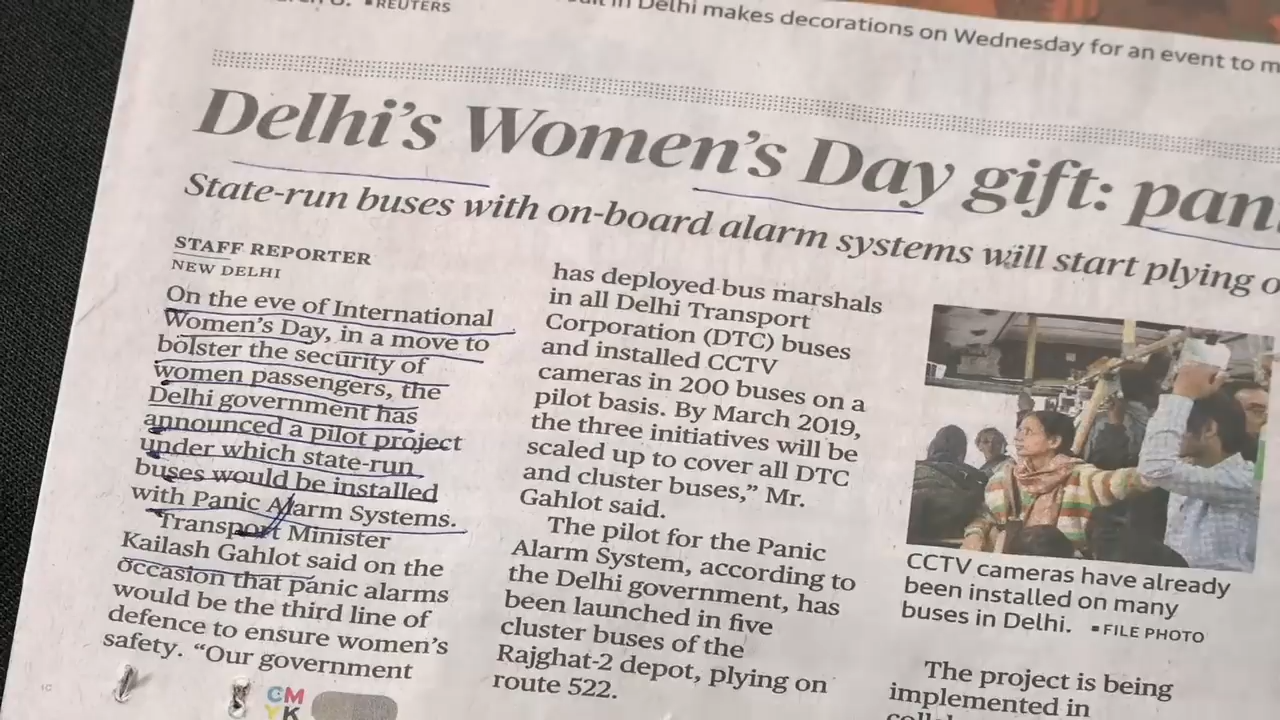 REUTERS
in Delhi makes decorations on Wednesday for an event to
Delhi's Women's Day gift:
State-run buses with on-board alarm systems will start plying
STAFF REPORTER
NEW DELHI
On the eve of International
Women's Day, in a move to
bolster the security of
women passengers, the
Delhi government has
announced a pilot project
under which state-run
buses would be installed
with Panic Alarm Systems.
Transport Minister
Kailash Gahlot said on the
occasion that panic alarms
would be the third line of
defence to ensure women's
safety. “Our government
has deployed bus marshals
in all Delhi Transport
Corporation (DTC) buses
and installed CCTV
cameras in 200 buses on a
pilot basis. By March 2019,
the three initiatives will be
scaled up to cover all DTC
and cluster buses,” Mr.
Gahlot said.
The pilot for the Panic
Alarm System, according to
the Delhi government, has
been launched in five
cluster buses of the
Rajghat-2 depot, plying on
route 522.
CCTV cameras have already
been installed on many
buses in Delhi. ▪FILE PHOTO
The project is being
implemented in
CM
YK